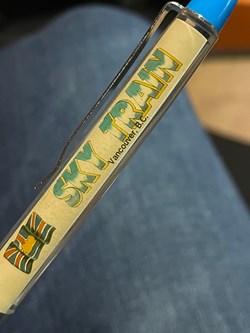 SKY TRAIN
Vancouver, B.C.